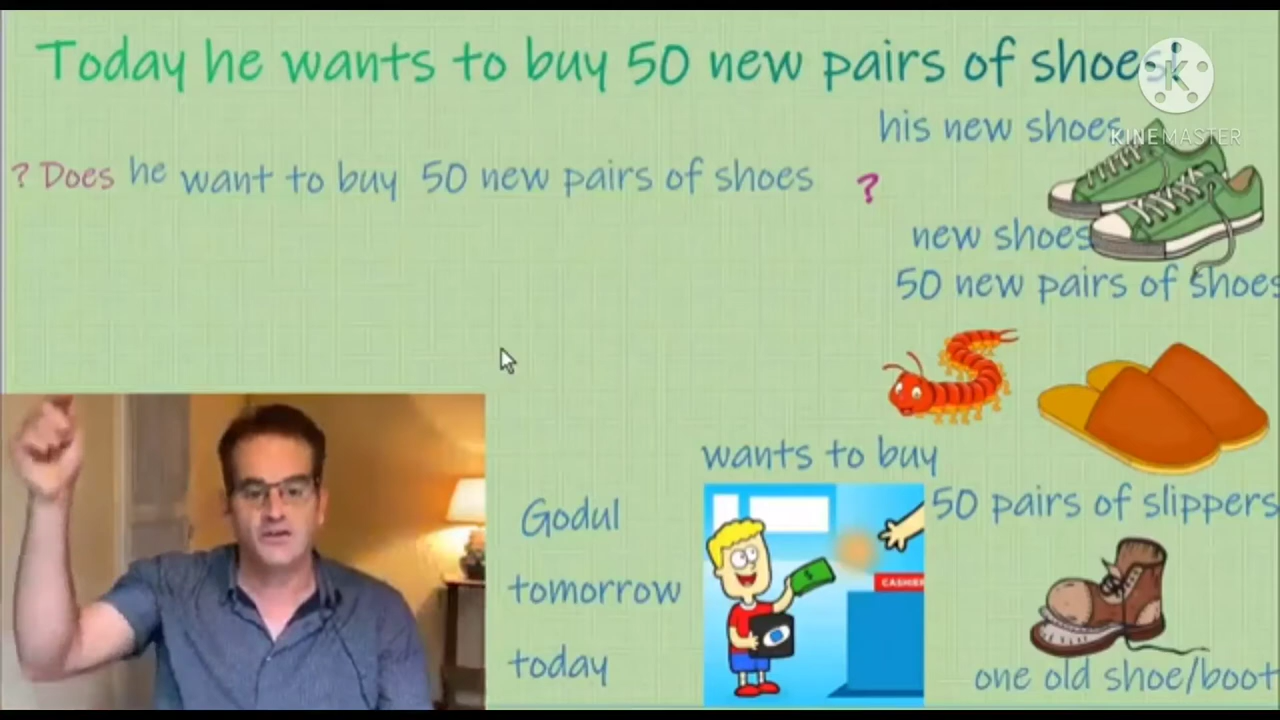 Today he wants to buy 50 new pairs of shoes.
his new shoes
KINEMASTER
? Does he want to buy 50 new pairs of shoes ?
new shoes
50 new pairs of shoes
wants to buy
50 pairs of slippers
Godul
tomorrow
CASHIER
today
one old shoe/boot